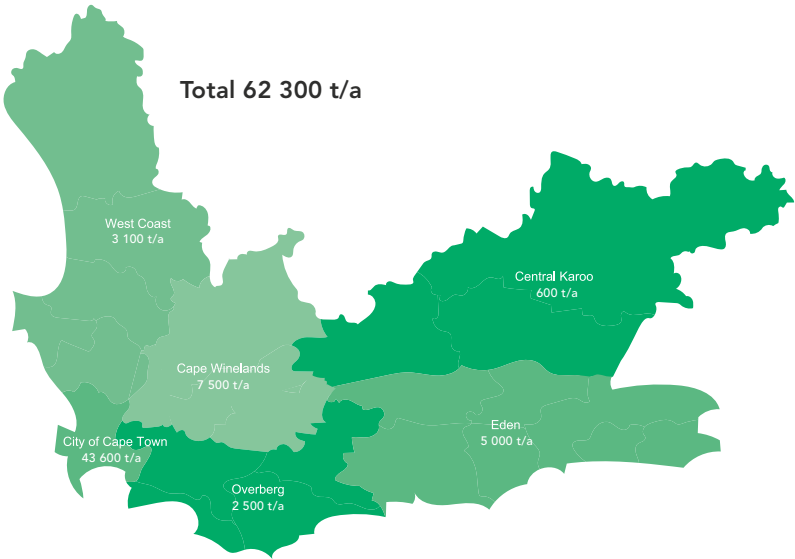 Total 62 300 t/a
West Coast
3 100 t/a
Central Karoo
600 t/a
Cape Winelands
7 500 t/a
Eden
5 000 t/a
City of Cape Town
43 600 t/a
Overberg
2 500 t/a